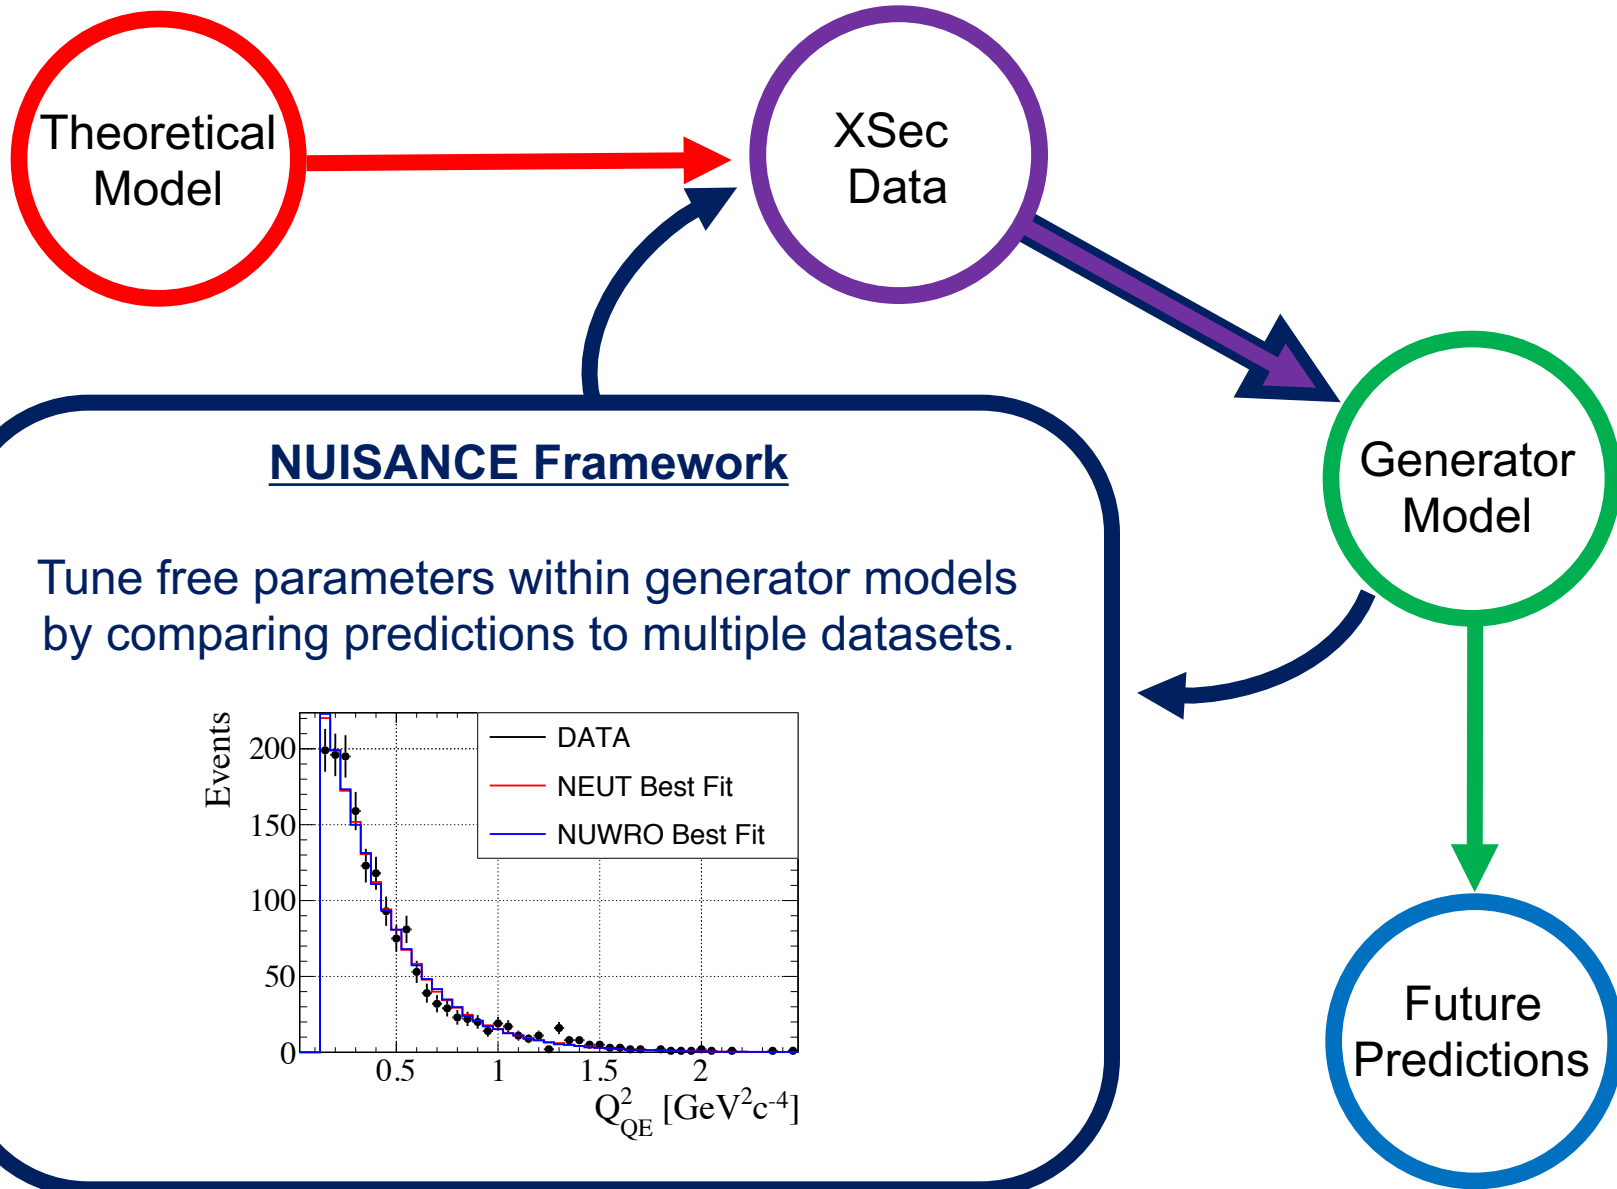 Theoretical
Model
XSec
Data
Generator
Model
NUISANCE Framework
Tune free parameters within generator models
by comparing predictions to multiple datasets.
Events
200
150
100
50
0
DATA
NEUT Best Fit
NUWRO Best Fit
0.5 1 1.5 2
Q²QE [GeV²c⁻⁴]
Future
Predictions